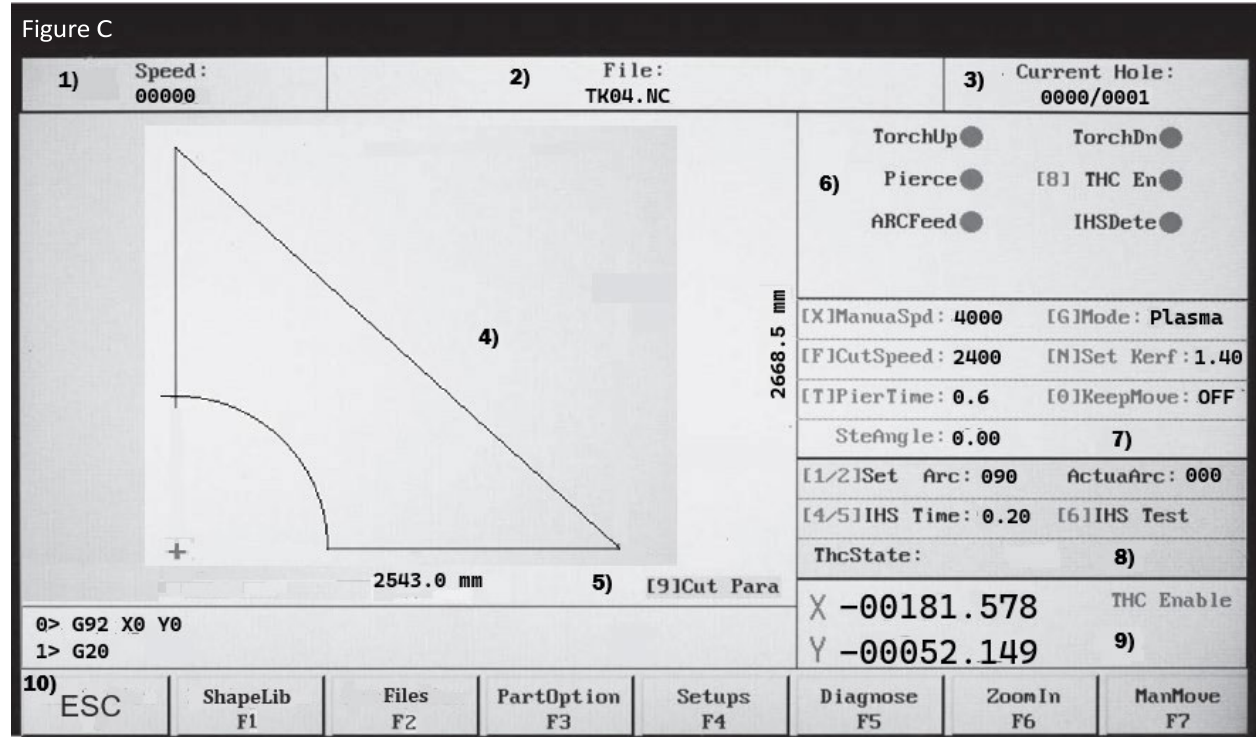 Figure C
1) Speed: 00000
2) File: TK04.NC
3) Current Hole: 0000/0001
TorchUp TorchDn
6) Pierce [8] THC En
ARCFeed IHSDete
4)
2668.5 mm
[X]ManuaSpd: 4000 [G]Mode: Plasma
[F]CutSpeed: 2400 [N]Set Kerf: 1.40
[T]PierTime: 0.6 [0]KeepMove: OFF
SteAngle: 0.00 7)
[1/2]Set Arc: 090 ActuaArc: 000
[4/5]IHS Time: 0.20 [6]IHS Test
ThcState: 8)
2543.0 mm 5) [9]Cut Para
X -00181.578 THC Enable
Y -00052.149 9)
0> G92 X0 Y0
1> G20
10) ESC
ShapeLib F1
Files F2
PartOption F3
Setups F4
Diagnose F5
ZoomIn F6
ManMove F7